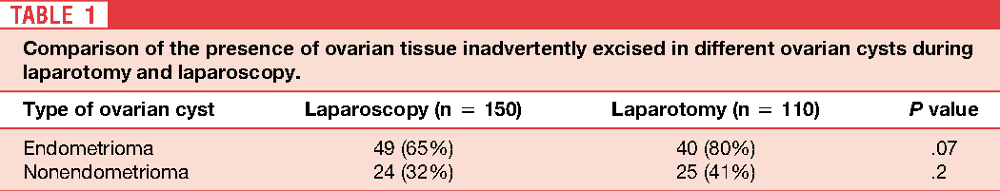 TABLE 1
Comparison of the presence of ovarian tissue inadvertently excised in different ovarian cysts during
laparotomy and laparoscopy.
Type of ovarian cyst Laparoscopy (n = 150) Laparotomy (n = 110) P value
Endometrioma 49 (65%) 40 (80%) .07
Nonendometrioma 24 (32%) 25 (41%) .2